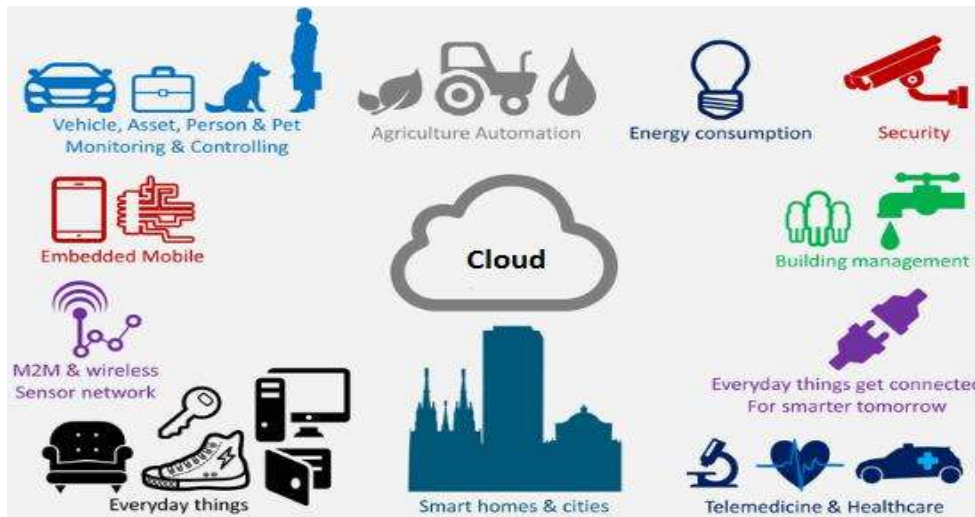 Vehicle, Asset, Person & Pet
Monitoring & Controlling
Agriculture Automation
Energy consumption
Security
Embedded Mobile
Cloud
Building management
M2M & wireless
Sensor network
Everyday things get connected
For smarter tomorrow
Everyday things
Smart homes & cities
Telemedicine & Healthcare